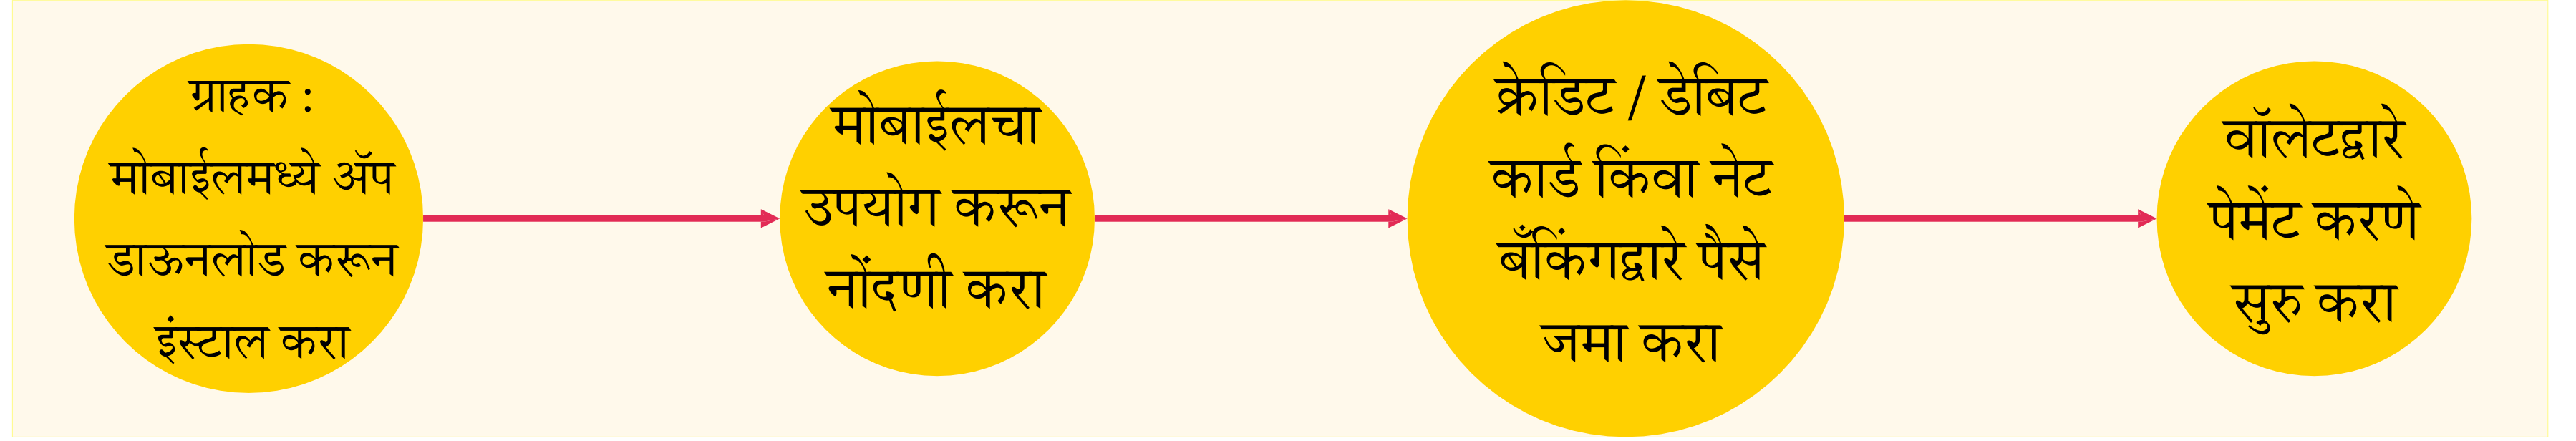 ग्राहक :
मोबाईलमध्ये ॲप
डाऊनलोड करून
इंस्टाल करा
मोबाईलचा
उपयोग करून
नोंदणी करा
क्रेडिट / डेबिट
कार्ड किंवा नेट
बँकिंगद्वारे पैसे
जमा करा
वॉलेटद्वारे
पेमेंट करणे
सुरु करा